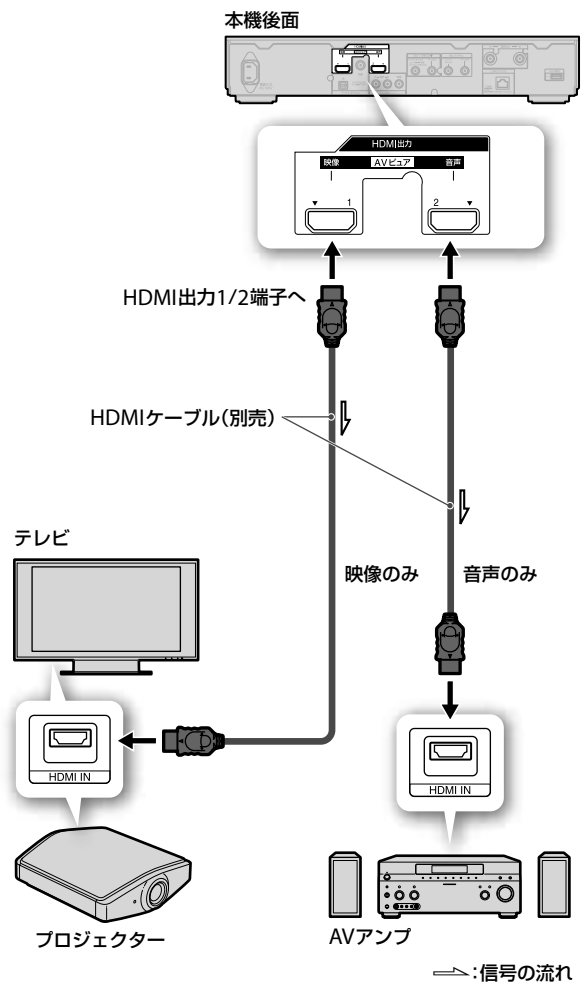 本機後面
HDMI出力
映像 AVピュア 音声
1 2
HDMI出力1/2端子へ
HDMIケーブル(別売)
テレビ
映像のみ 音声のみ
HDMI IN
HDMI IN
プロジェクター
AVアンプ
:信号の流れ